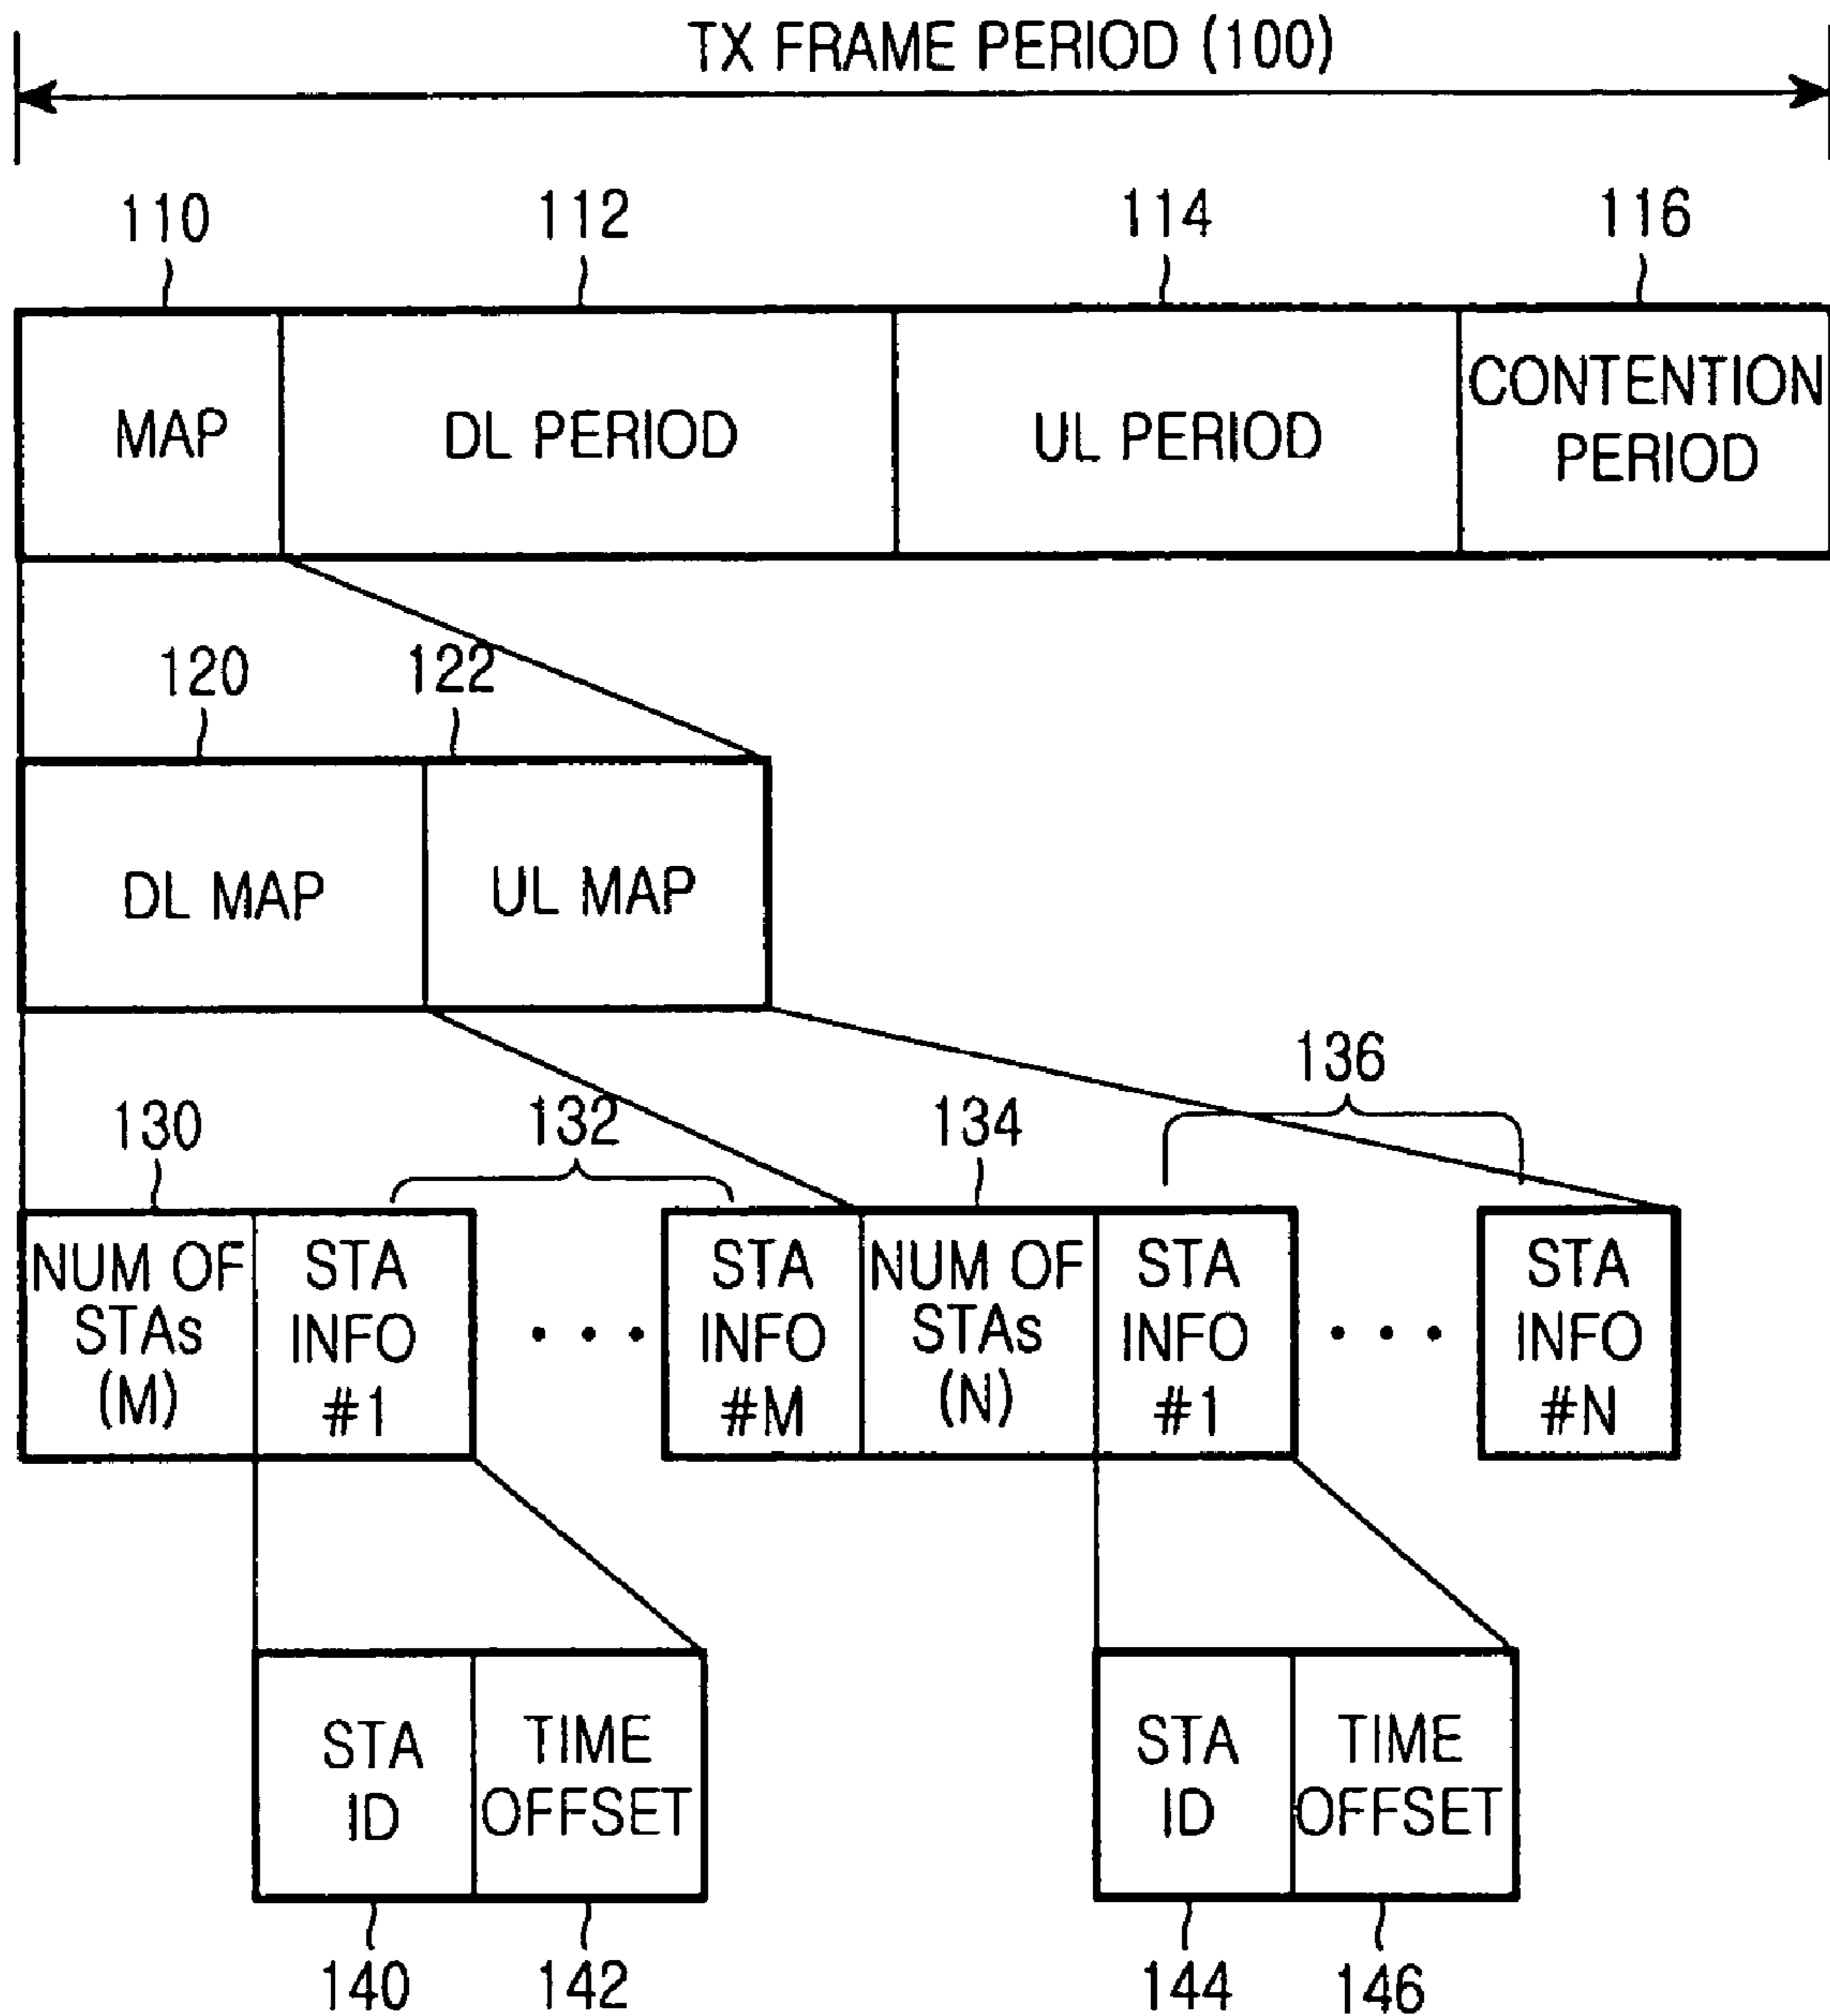 TX FRAME PERIOD (100)
110
112
114
116
MAP
DL PERIOD
UL PERIOD
CONTENTION
PERIOD
120
122
DL MAP
UL MAP
130
132
134
136
NUM OF
STAs
(M)
STA
INFO
#1
• • •
STA
INFO
#M
NUM OF
STAs
(N)
STA
INFO
#1
• • •
STA
INFO
#N
STA
ID
TIME
OFFSET
STA
ID
TIME
OFFSET
140
142
144
146